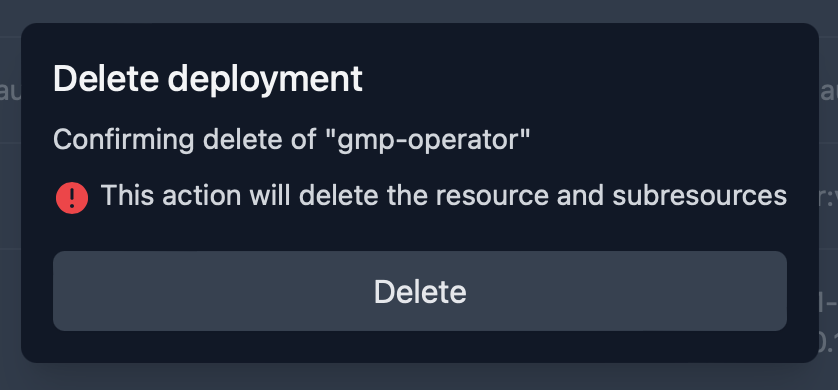 Delete deployment
Confirming delete of "gmp-operator"
This action will delete the resource and subresources
Delete